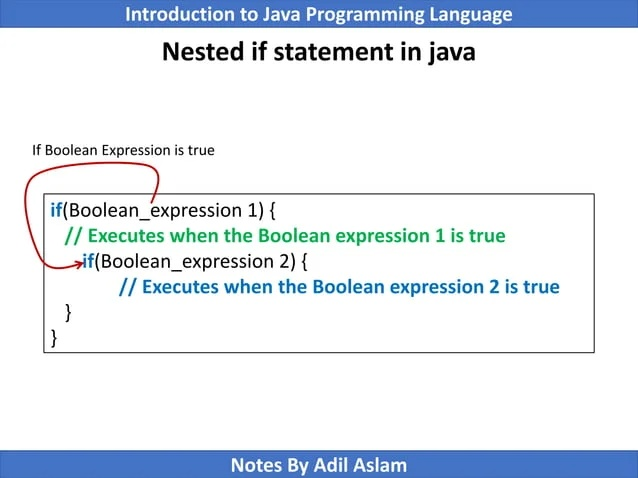 Introduction to Java Programming Language
Nested if statement in java
If Boolean Expression is true
if(Boolean_expression 1) {
// Executes when the Boolean expression 1 is true
if(Boolean_expression 2) {
// Executes when the Boolean expression 2 is true
}
}
Notes By Adil Aslam